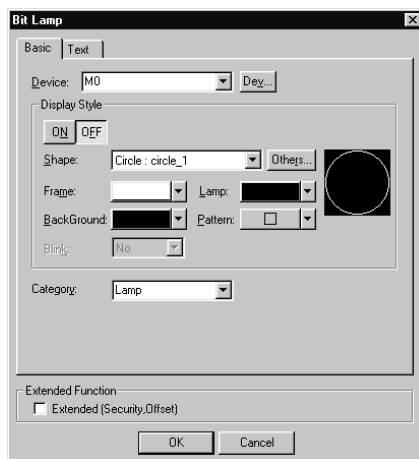 Bit Lamp
Basic Text
Device: M0 Dev...
Display Style
ON OFF
Shape: Circle : circle_1 Others...
Frame: Lamp:
BackGround: Pattern:
Blink: No
Category: Lamp
Extended Function
Extended (Security,Offset)
OK Cancel